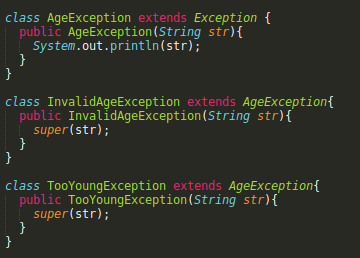 class AgeException extends Exception {
  public AgeException(String str){
    System.out.println(str);
  }
}

class InvalidAgeException extends AgeException{
  public InvalidAgeException(String str){
    super(str);
  }
}

class TooYoungException extends AgeException{
  public TooYoungException(String str){
    super(str);
  }
}